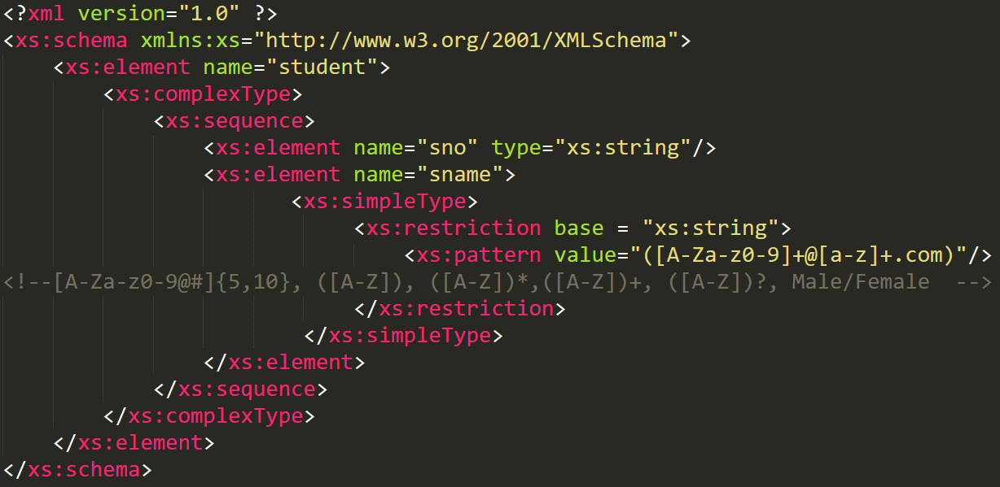 <?xml version="1.0" ?>
<xs:schema xmlns:xs="http://www.w3.org/2001/XMLSchema">
<xs:element name="student">
<xs:complexType>
<xs:sequence>
<xs:element name="sno" type="xs:string"/>
<xs:element name="sname">
<xs:simpleType>
<xs:restriction base = "xs:string">
<xs:pattern value="([A-Za-z0-9]+@[a-z]+.com)"/>
<!--[A-Za-z0-9@#]{5,10}, ([A-Z]), ([A-Z])*,([A-Z])+, ([A-Z])?, Male/Female  -->
</xs:restriction>
</xs:simpleType>
</xs:element>
</xs:sequence>
</xs:complexType>
</xs:element>
</xs:schema>